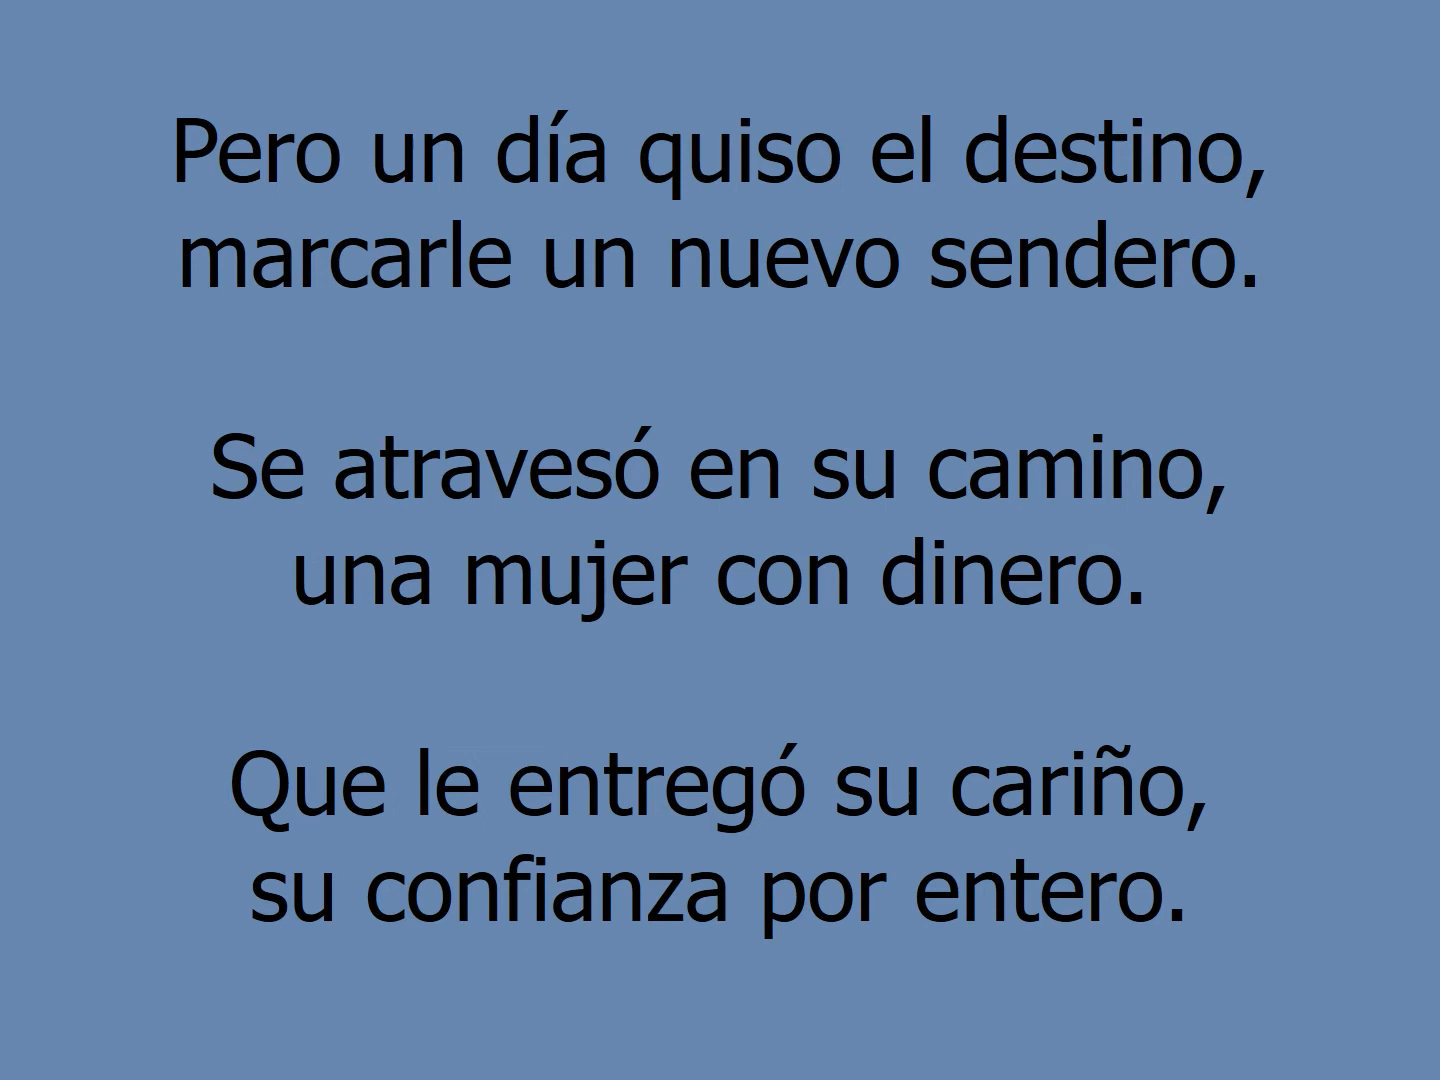 Pero un día quiso el destino,
marcarle un nuevo sendero.
Se atravesó en su camino,
una mujer con dinero.
Que le entregó su cariño,
su confianza por entero.